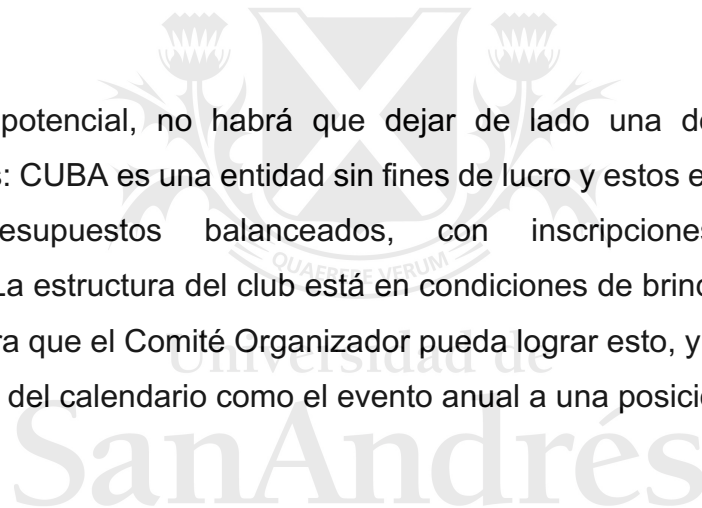 potencial, no habrá que dejar de lado una d
: CUBA es una entidad sin fines de lucro y estos e
esupuestos balanceados, con inscripciones
La estructura del club está en condiciones de brind
ra que el Comité Organizador pueda lograr esto, y
del calendario como el evento anual a una posici
QUAERERE VERUM
Universidad de
SanAndrés